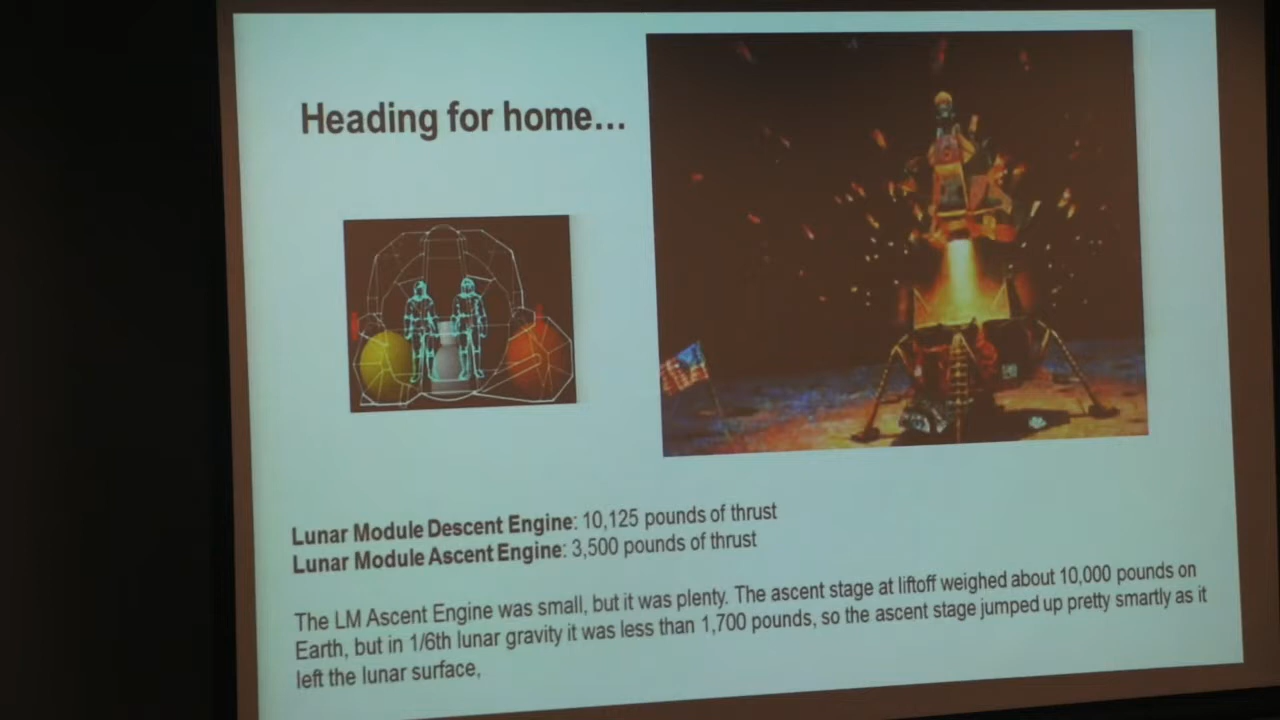 Heading for home…
Lunar Module Descent Engine: 10,125 pounds of thrust
Lunar Module Ascent Engine: 3,500 pounds of thrust
The LM Ascent Engine was small, but it was plenty. The ascent stage at liftoff weighed about 10,000 pounds on
Earth, but in 1/6th lunar gravity it was less than 1,700 pounds, so the ascent stage jumped up pretty smartly as it
left the lunar surface,